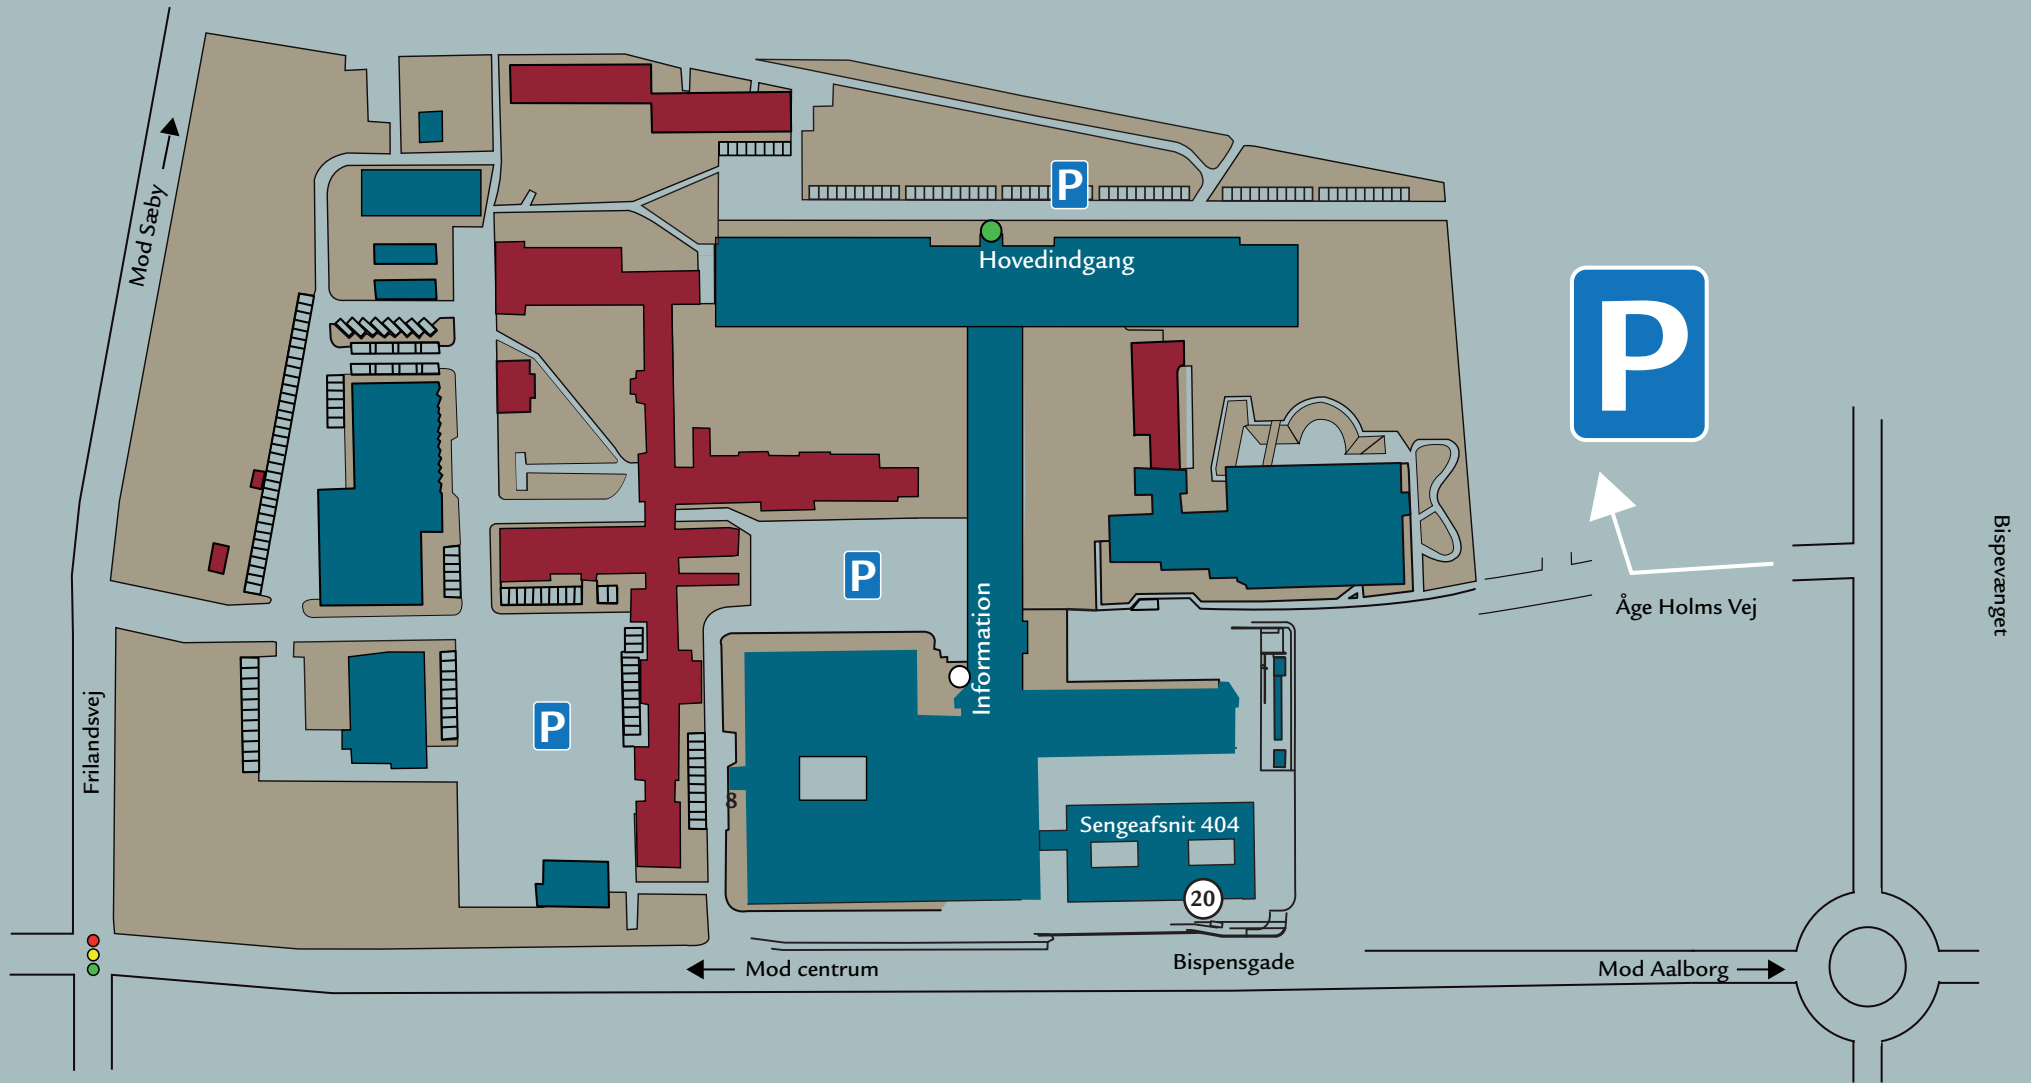 P
Mod Sæby
Hovedindgang
P
P
Information
Åge Holms Vej
Bispevænget
Frilandsvej
P
8
Sengeafsnit 404
20
Mod centrum
Bispensgade
Mod Aalborg